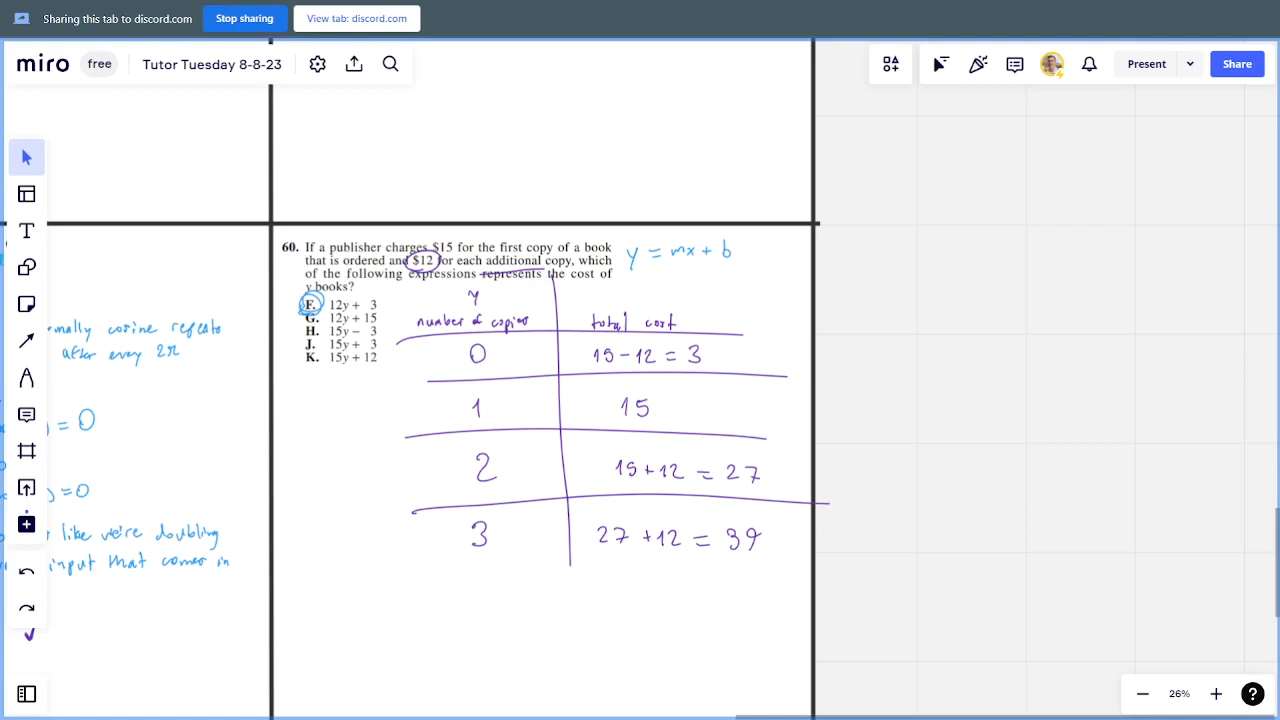 Sharing this tab to discord.com
Stop sharing
View tab: discord.com
miro free Tutor Tuesday 8-8-23
Present
Share
60. If a publisher charges $15 for the first copy of a book
that is ordered and $12 for each additional copy, which
of the following expressions represents the cost of
y books?
F. 12y + 3
G. 12y + 15
H. 15y − 3
J. 15y + 3
K. 15y + 12
y = mx + b
y
number of copies total cost
0 15 - 12 = 3
1 15
2 15 + 12 = 27
3 27 + 12 = 39
cosine repeats
after every 2π
) = 0
) = 0
like we're doubling
input that comes in
26%